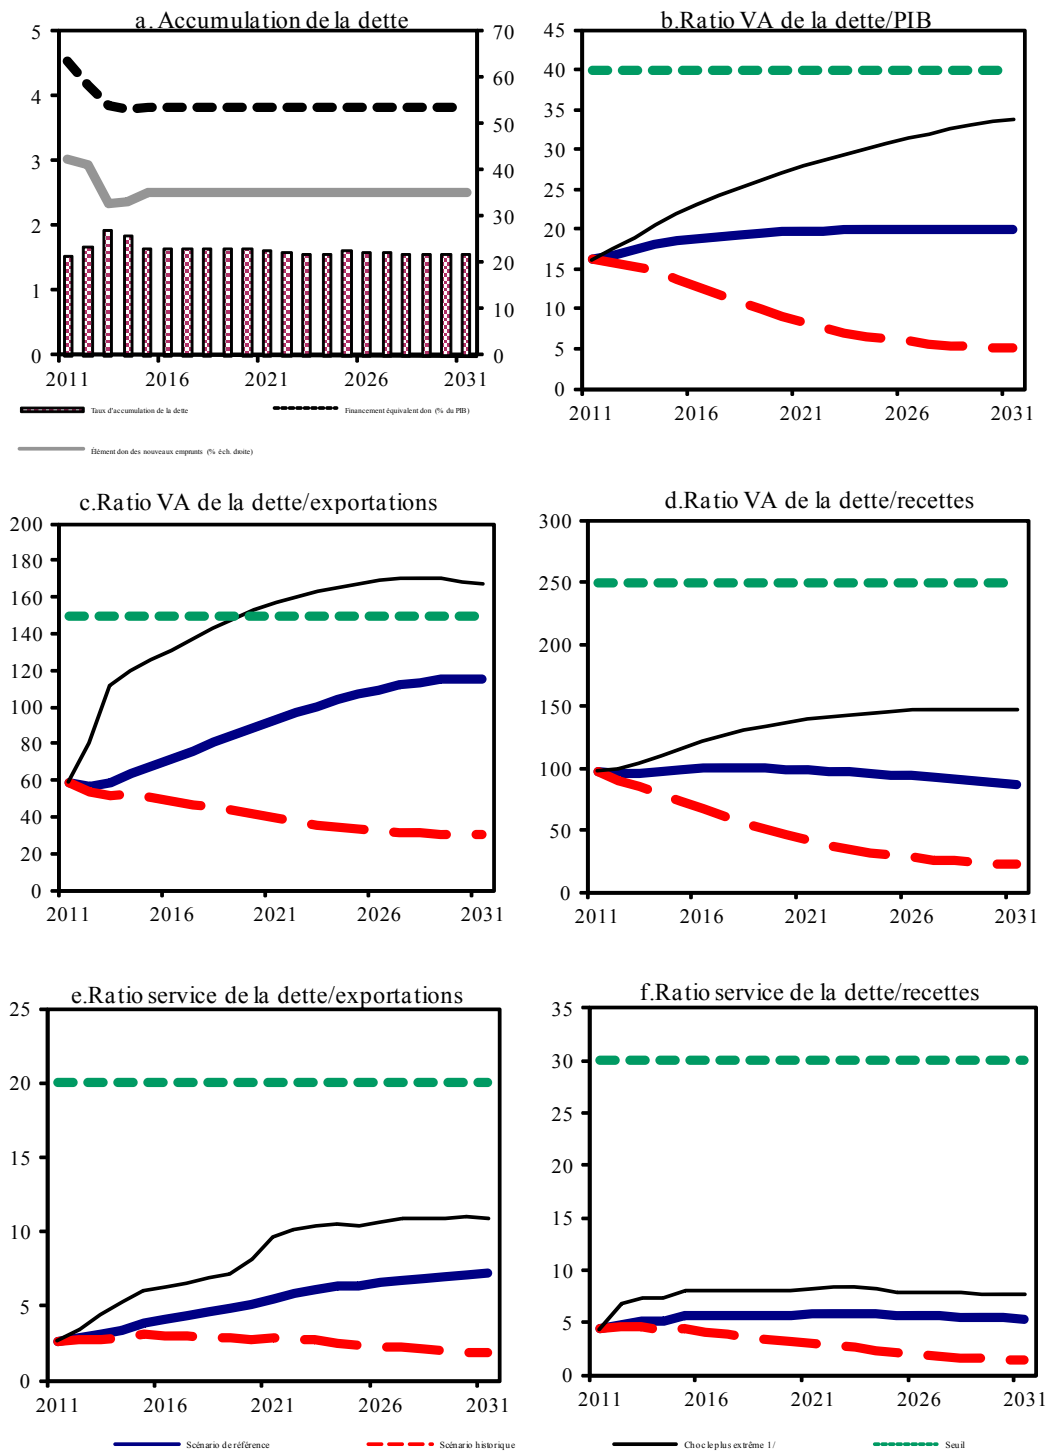 a. Accumulation de la dette
5
4
3
2
1
0
70
60
50
40
30
20
10
0
2011 2016 2021 2026 2031
Taux d'accumulation de la dette
Financement équivalent don (% du PIB)
Élément don des nouveaux emprunts (% éch. droite)
b.Ratio VA de la dette/PIB
45
40
35
30
25
20
15
10
5
0
2011 2016 2021 2026 2031
c.Ratio VA de la dette/exportations
200
180
160
140
120
100
80
60
40
20
0
2011 2016 2021 2026 2031
d.Ratio VA de la dette/recettes
300
250
200
150
100
50
0
2011 2016 2021 2026 2031
e.Ratio service de la dette/exportations
25
20
15
10
5
0
2011 2016 2021 2026 2031
f.Ratio service de la dette/recettes
35
30
25
20
15
10
5
0
2011 2016 2021 2026 2031
Scénario de référence
Scénario historique
Choc le plus extrême 1/
Seuil